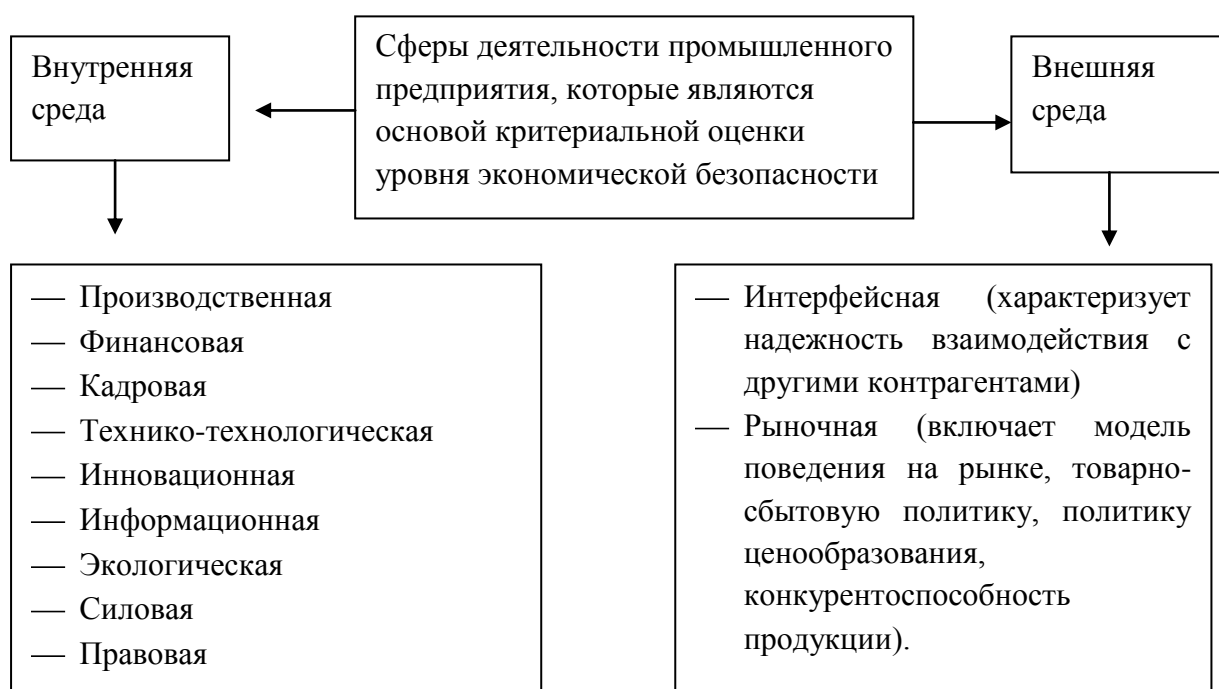 Внутренняя
среда
Сферы деятельности промышленного
предприятия, которые являются
основой критериальной оценки
уровня экономической безопасности
Внешняя
среда
— Производственная
— Финансовая
— Кадровая
— Технико-технологическая
— Инновационная
— Информационная
— Экологическая
— Силовая
— Правовая
— Интерфейсная (характеризует
надежность взаимодействия с
другими контрагентами)
— Рыночная (включает модель
поведения на рынке, товарно-
сбытовую политику, политику
ценообразования,
конкурентоспособность
продукции).